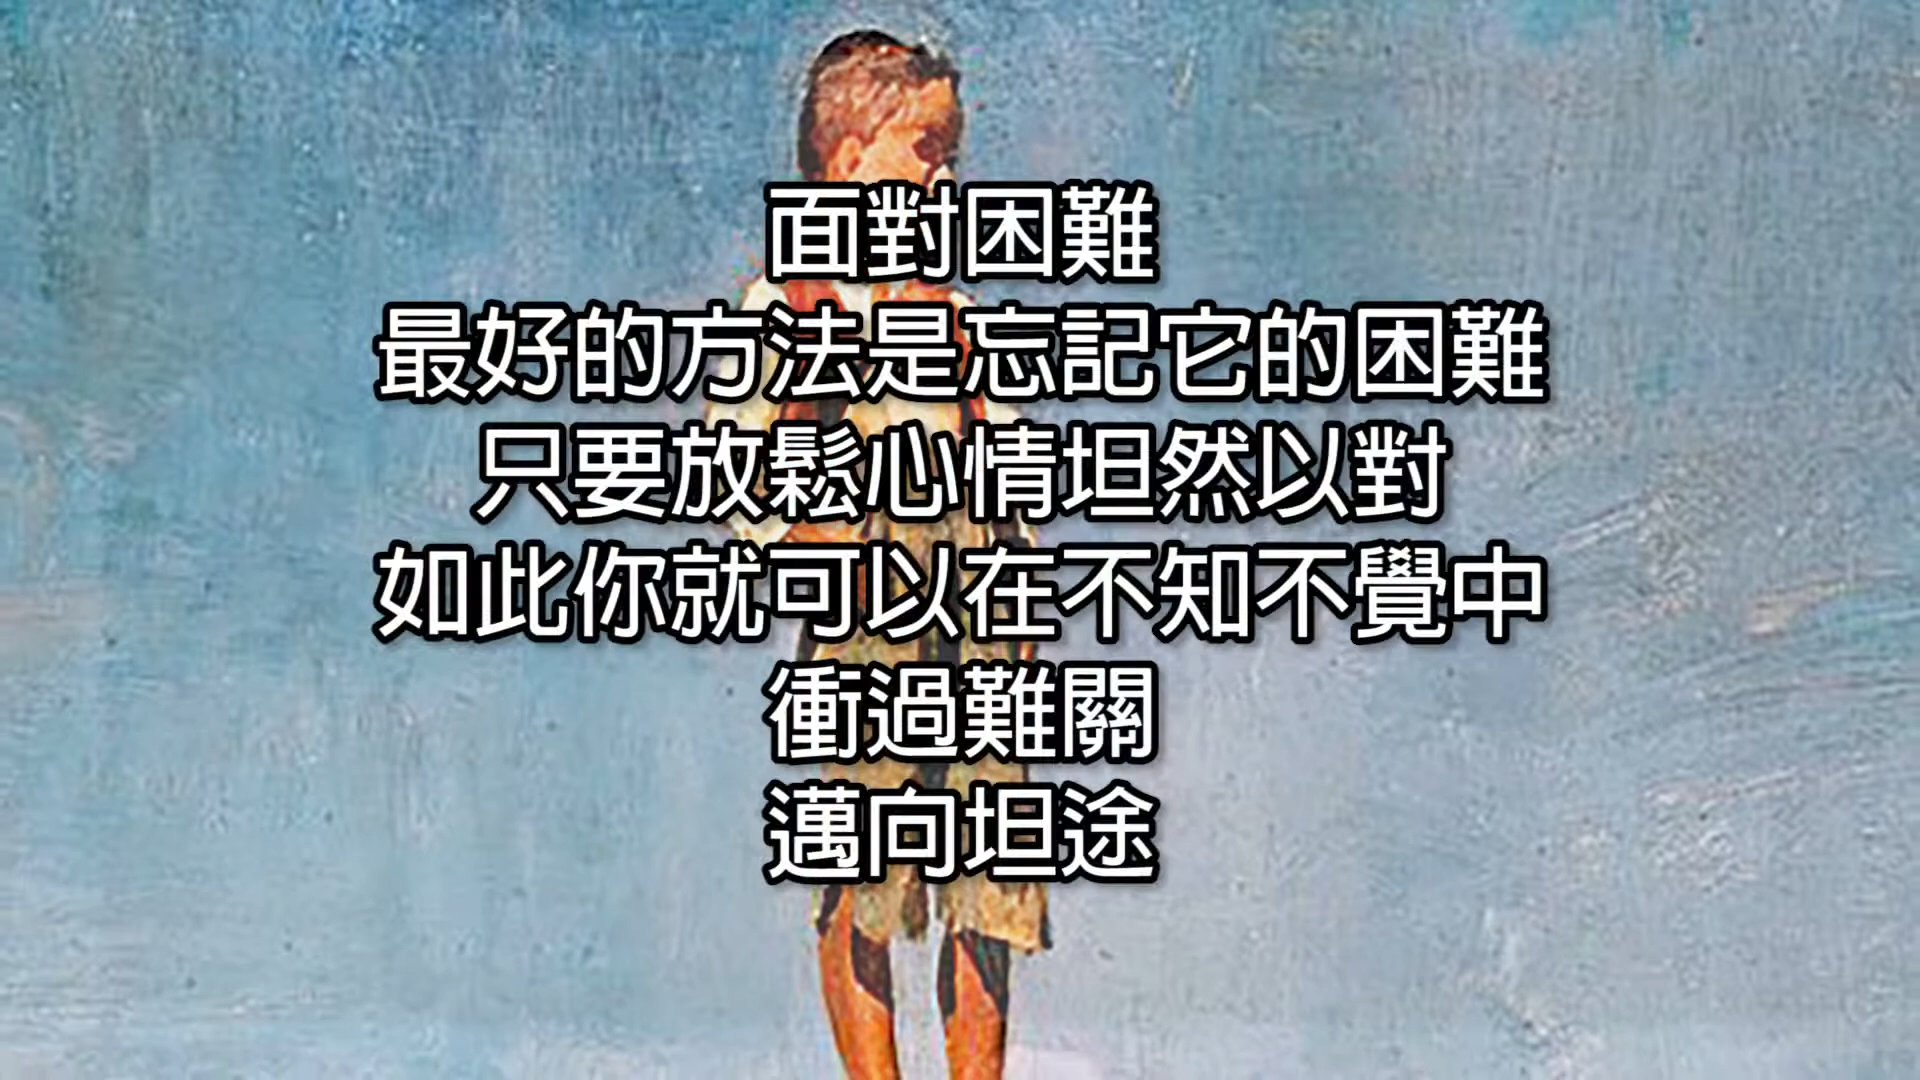 面對困難
最好的方法是忘記它的困難
只要放鬆心情坦然以對
如此你就可以在不知不覺中
衝過難關
邁向坦途